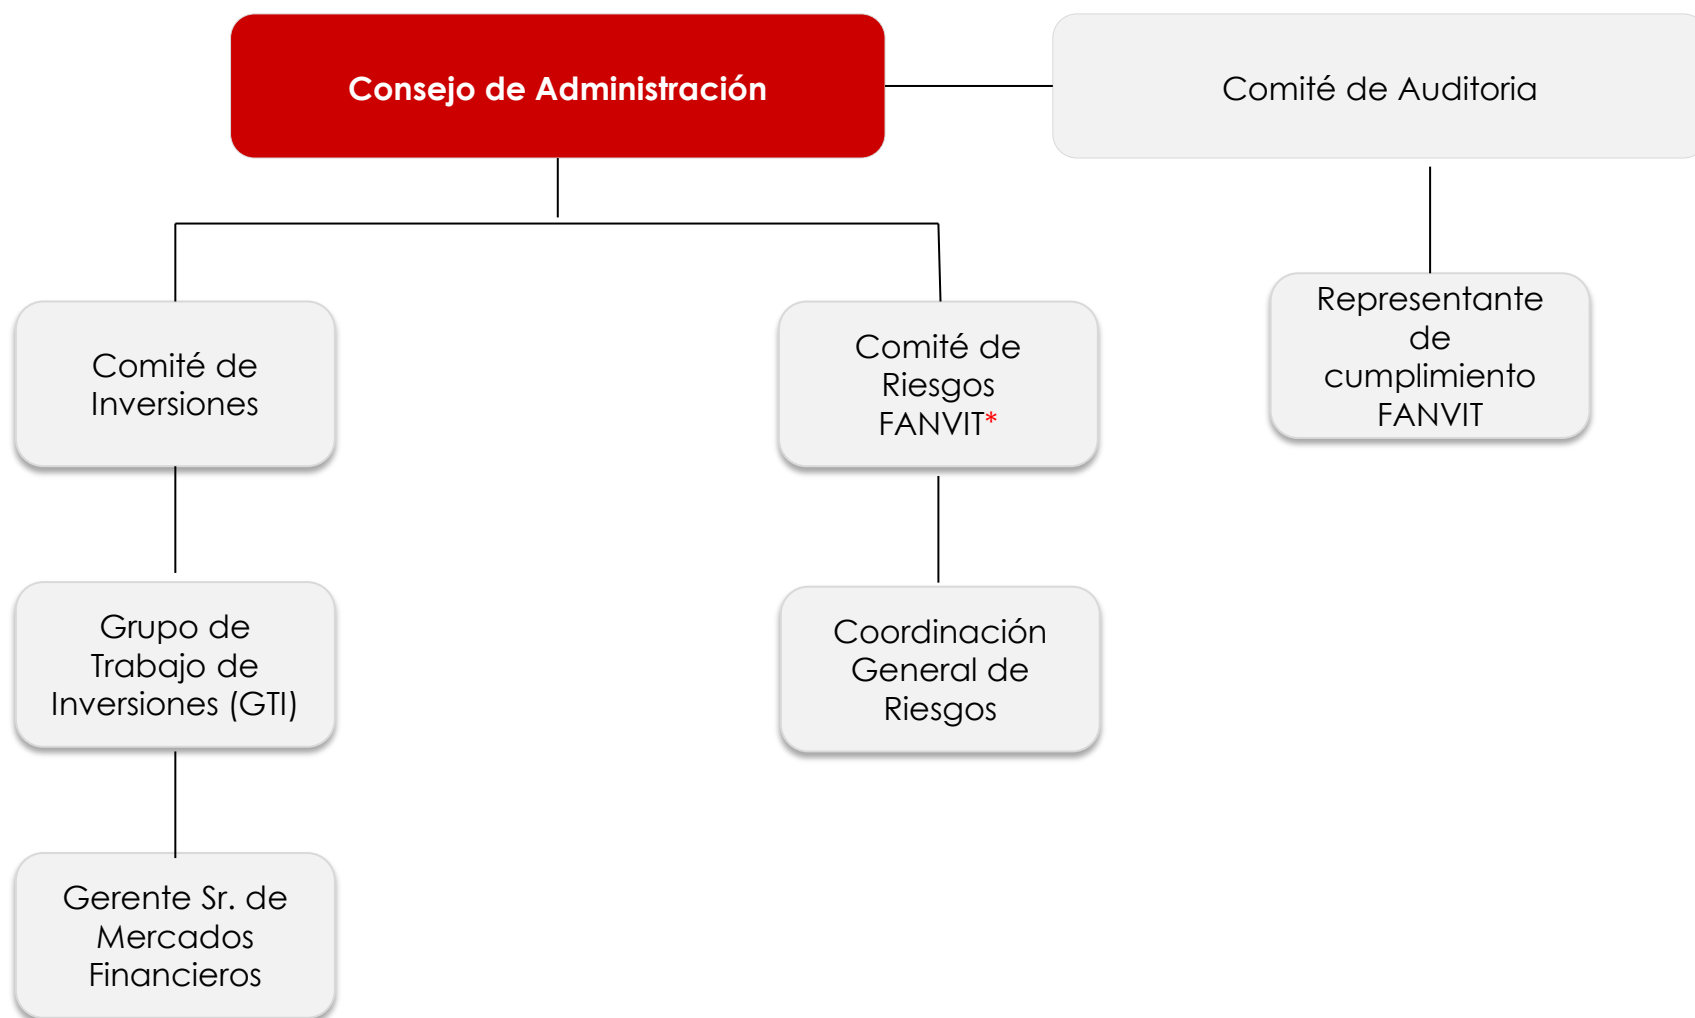 Consejo de Administración
Comité de Auditoria
Comité de
Inversiones
Comité de
Riesgos
FANVIT*
Representante
de
cumplimiento
FANVIT
Grupo de
Trabajo de
Inversiones (GTI)
Coordinación
General de
Riesgos
Gerente Sr. de
Mercados
Financieros